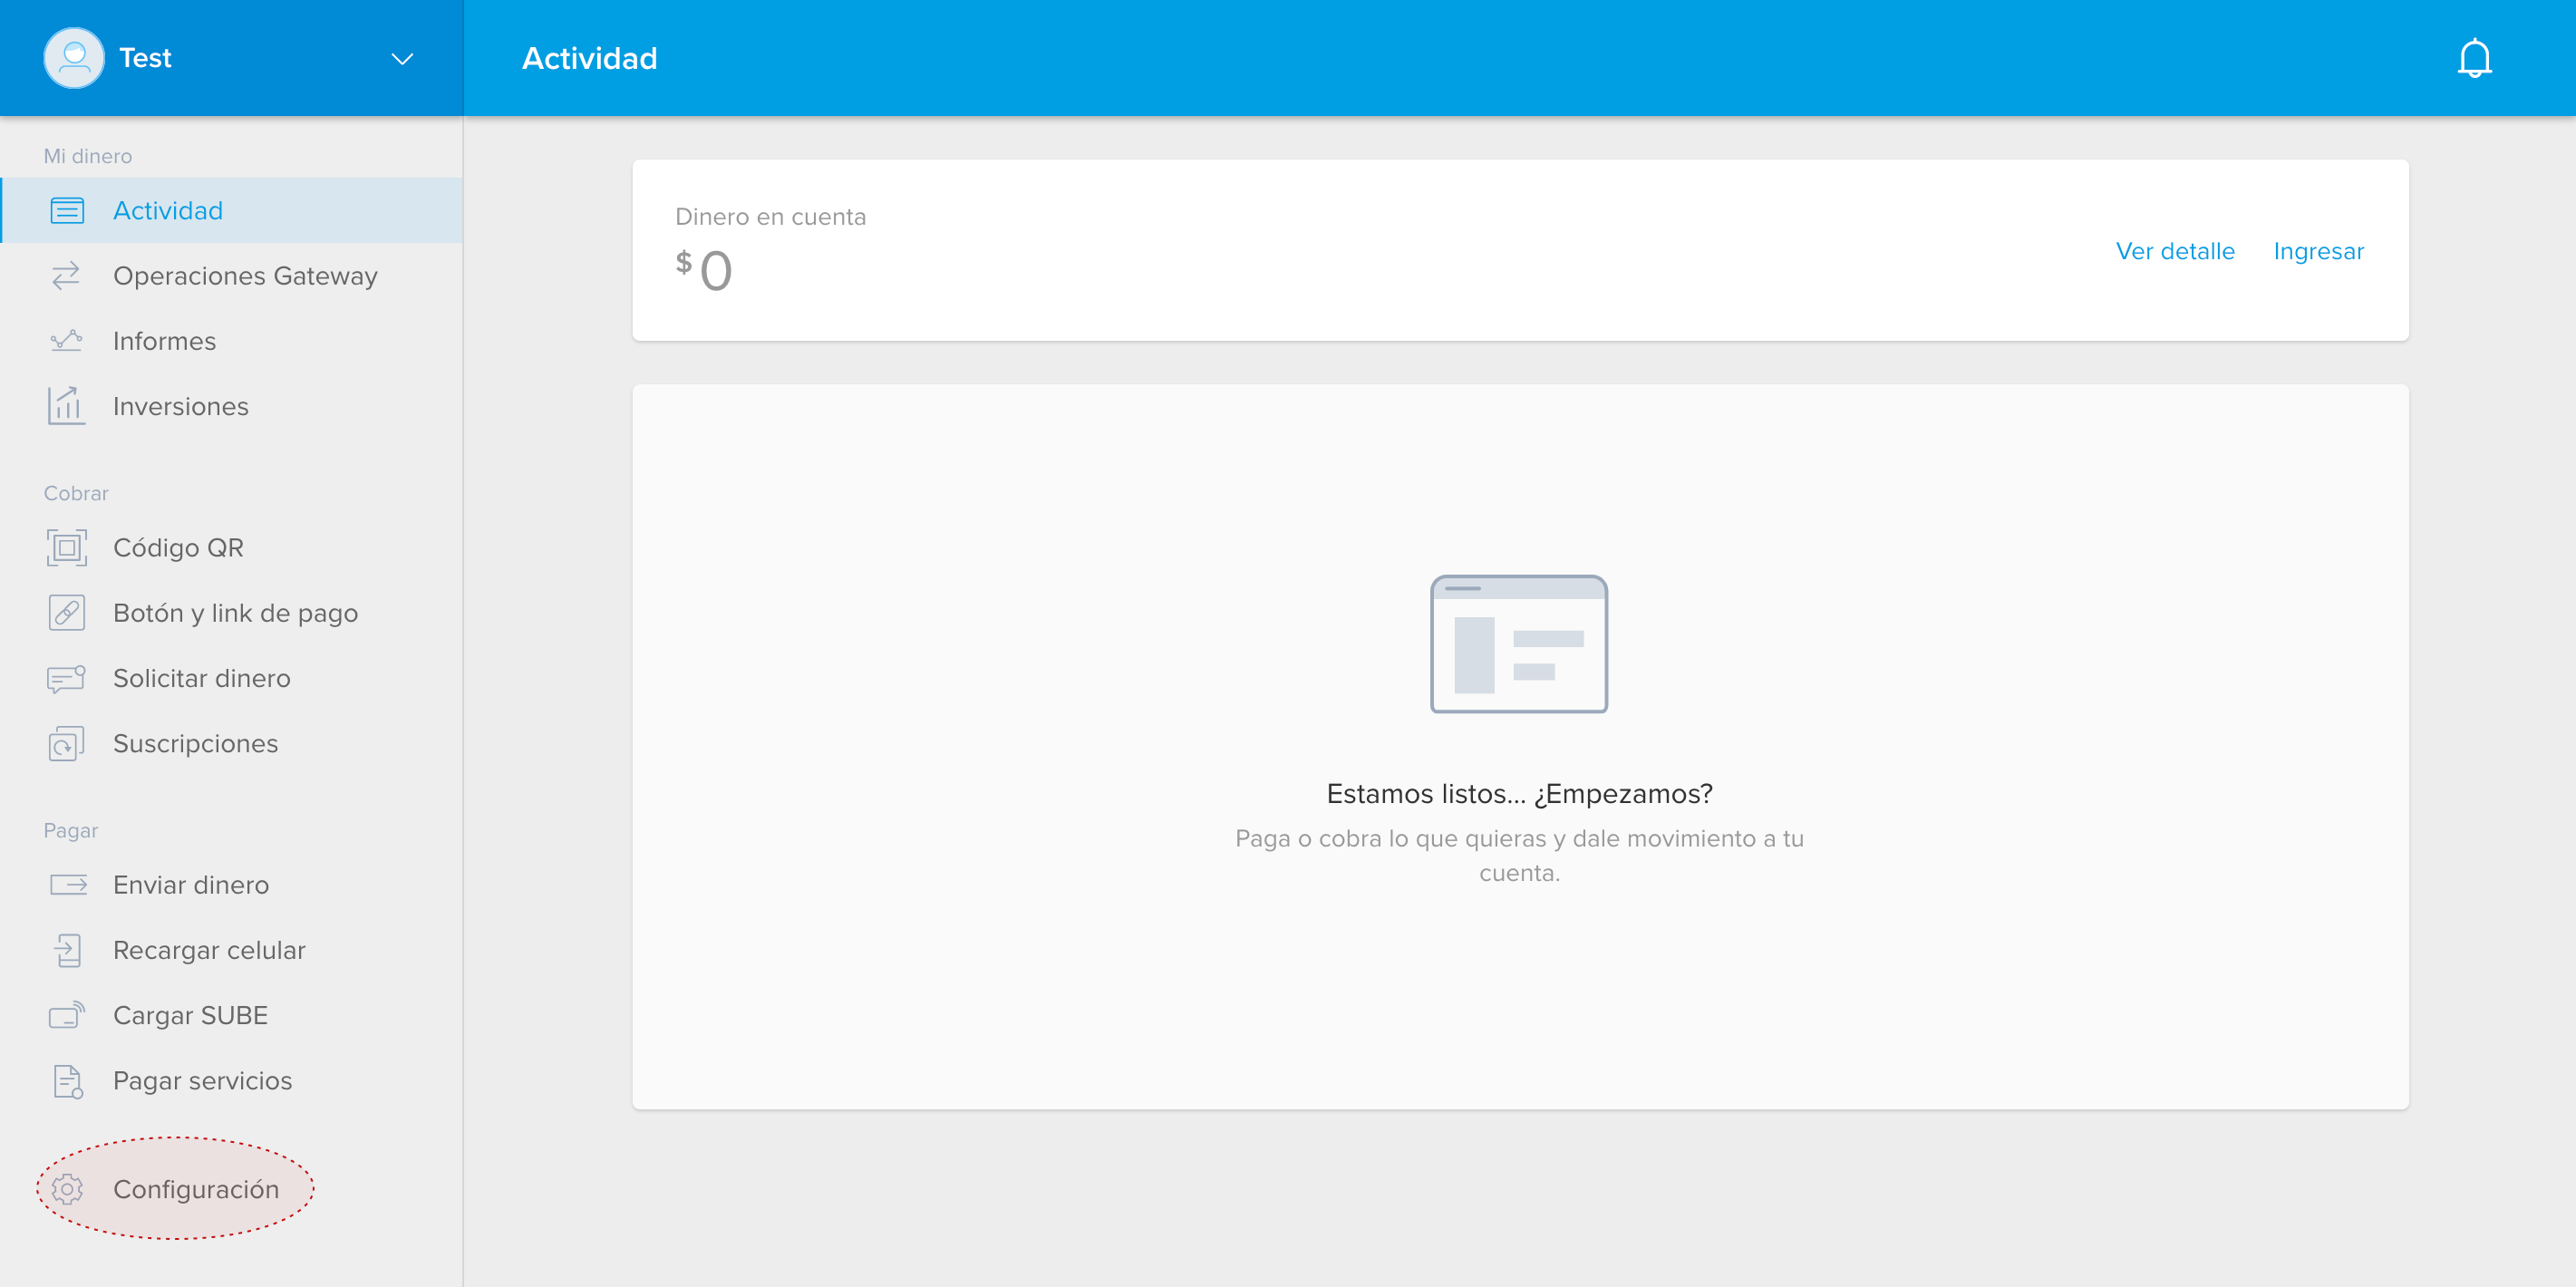 Test
Actividad
Mi dinero
Actividad
Operaciones Gateway
Informes
Inversiones
Cobrar
Código QR
Botón y link de pago
Solicitar dinero
Suscripciones
Pagar
Enviar dinero
Recargar celular
Cargar SUBE
Pagar servicios
Configuración
Dinero en cuenta
$ 0
Ver detalle
Ingresar
Estamos listos... ¿Empezamos?
Paga o cobra lo que quieras y dale movimiento a tu
cuenta.